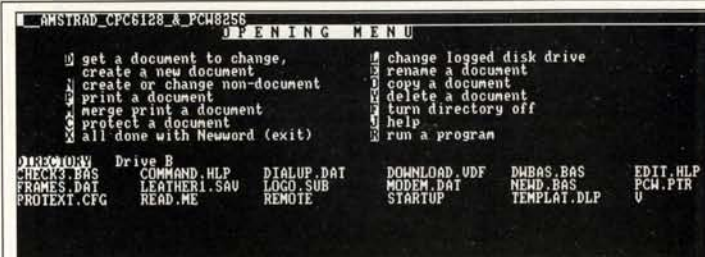 AMSTRAD_CPC6128_&_PCW8256
OPENING MENU
D get a document to change,
create a new document
N create or change non-document
P print a document
M merge print a document
C protect a document
X all done with Newword (exit)
L change logged disk drive
E rename a document
O copy a document
Y delete a document
F turn directory off
J help
R run a program
DIRECTORY Drive B
CHECK3.BAS COMMAND.HLP DIALUP.DAT DOWNLOAD.VDF DWBAS.BAS EDIT.HLP
FRAMES.DAT LEATHER1.SAV LOGO.SUB MODEM.DAT NEWD.BAS PCW.PTR
PROTEXT.CFG READ.ME REMOTE STARTUP TEMPLAT.DLP V